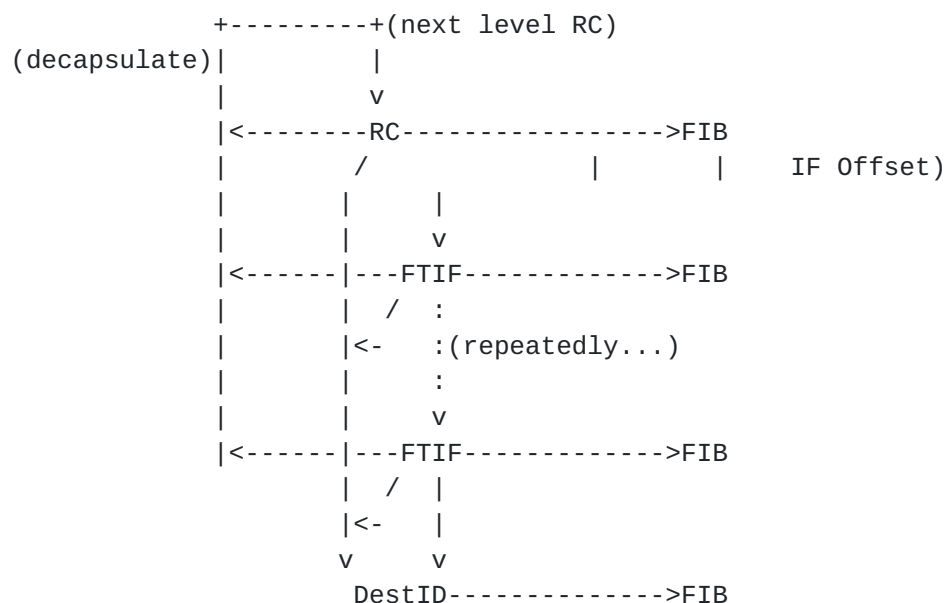 +---------+(next level RC)
(decapsulate)|         |
|         v
|<--------RC----------------->FIB
|        /              |       |    IF Offset)
|       |     |
|       |     v
|<------|---FTIF------------->FIB
|       |  /  :
|       |<-   :(repeatedly...)
|       |     :
|       |     v
|<------|---FTIF------------->FIB
|  /  |
|<-   |
v     v
DestID-------------->FIB